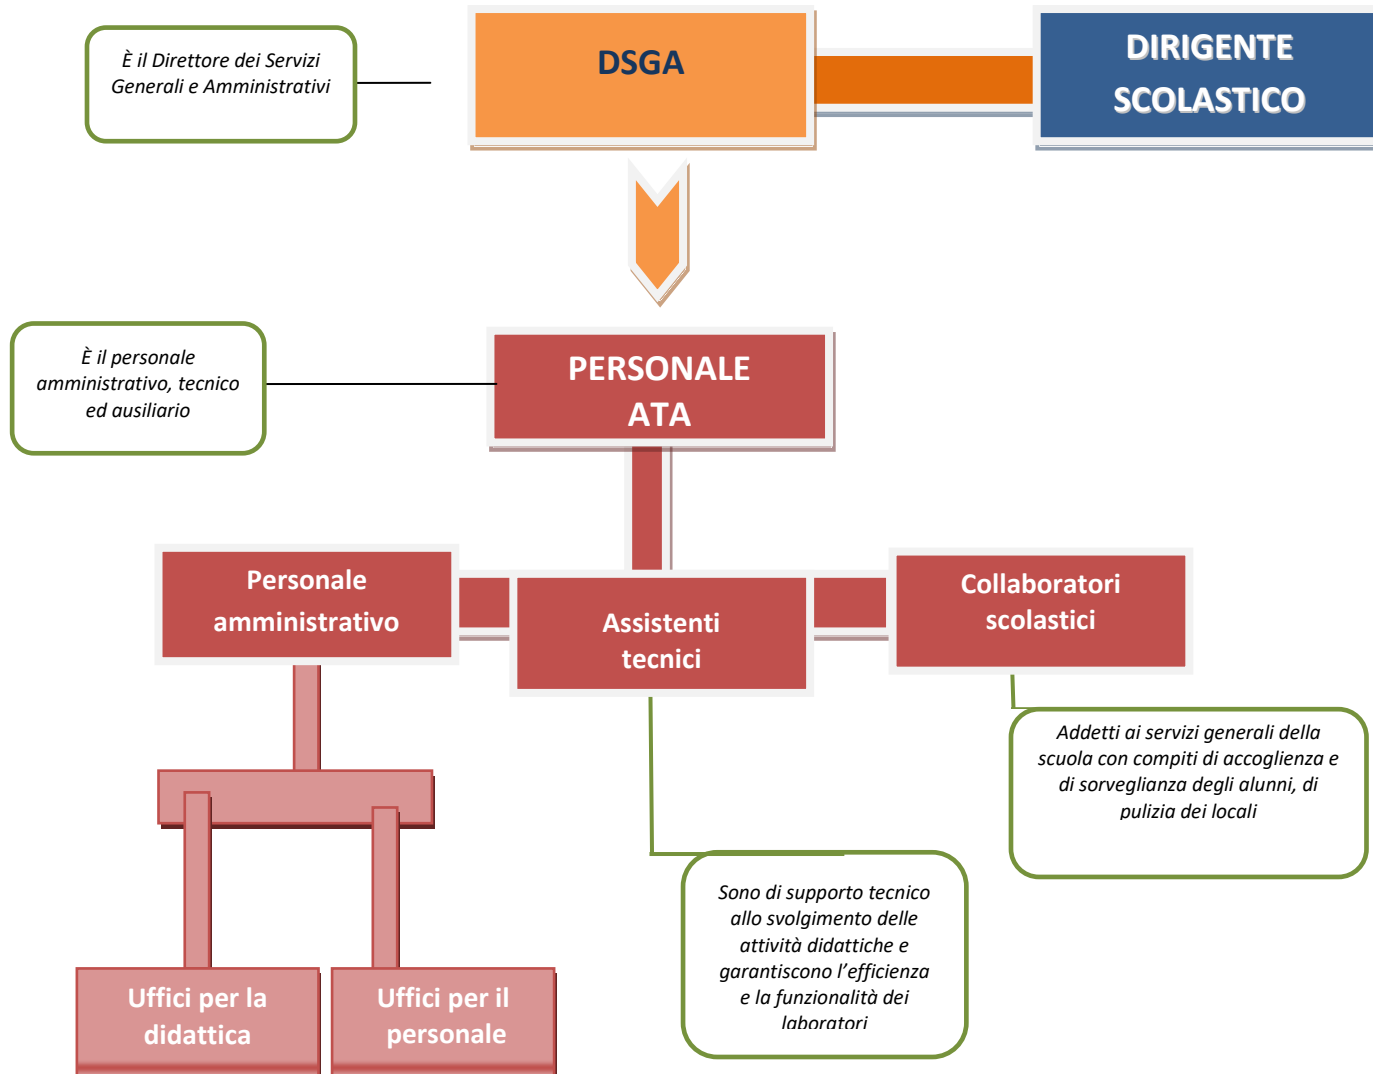 È il Direttore dei Servizi
Generali e Amministrativi
DSGA
DIRIGENTE
SCOLASTICO
È il personale
amministrativo, tecnico
ed ausiliario
PERSONALE
ATA
Personale
amministrativo
Assistenti
tecnici
Collaboratori
scolastici
Addetti ai servizi generali della
scuola con compiti di accoglienza e
di sorveglianza degli alunni, di
pulizia dei locali
Sono di supporto tecnico
allo svolgimento delle
attività didattiche e
garantiscono l’efficienza
e la funzionalità dei
laboratori
Uffici per la
didattica
Uffici per il
personale